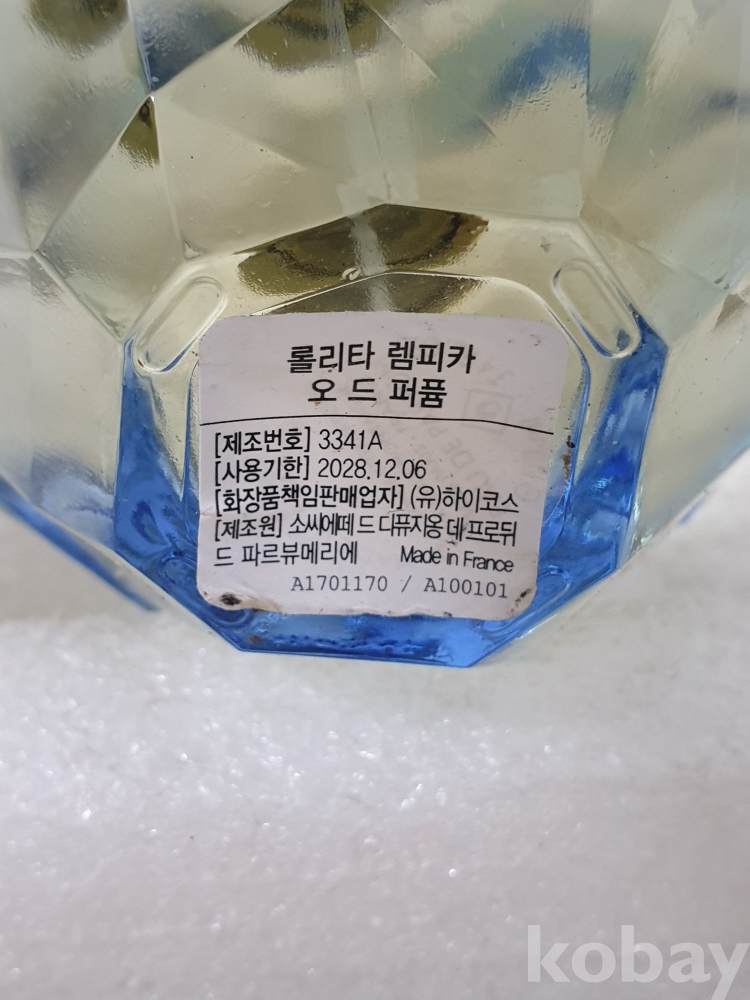 롤리타 렘피카
오 드 퍼퓸
[제조번호] 3341A
[사용기한] 2028.12.06
[화장품책임판매업자] (유)하이코스
[제조원] 소씨에떼 드 디퓨지옹 데 프로뒤
드 파르뷰메리에 Made in France
A1701170 / A100101
kobay